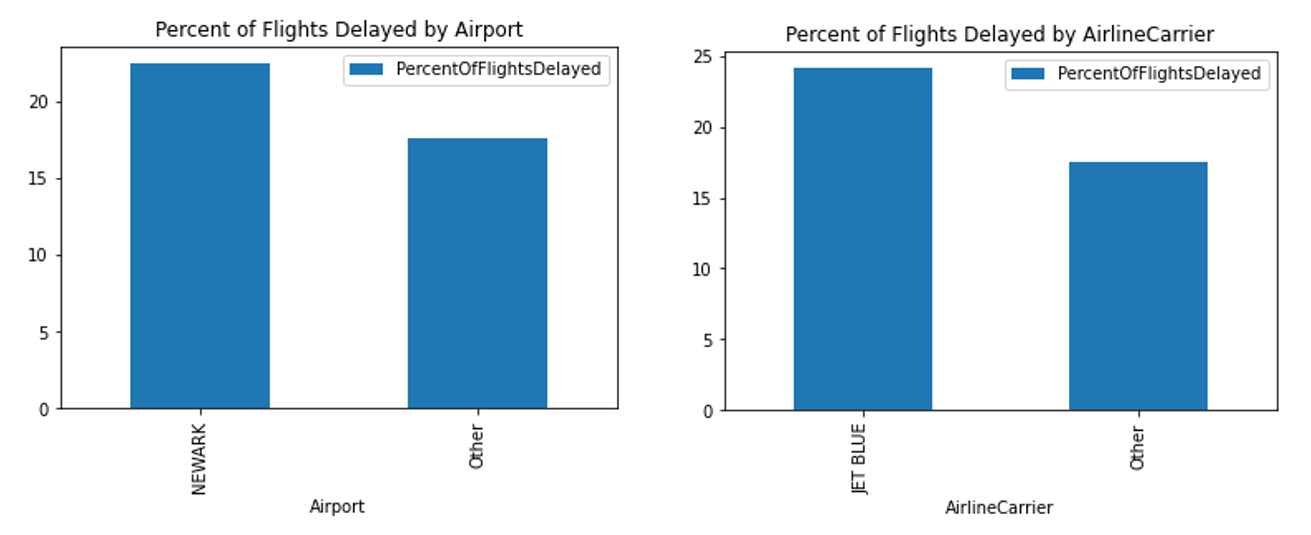 Percent of Flights Delayed by Airport
PercentOfFlightsDelayed
20
15
10
5
0
NEWARK
Other
Airport
Percent of Flights Delayed by AirlineCarrier
PercentOfFlightsDelayed
25
20
15
10
5
0
JET BLUE
Other
AirlineCarrier